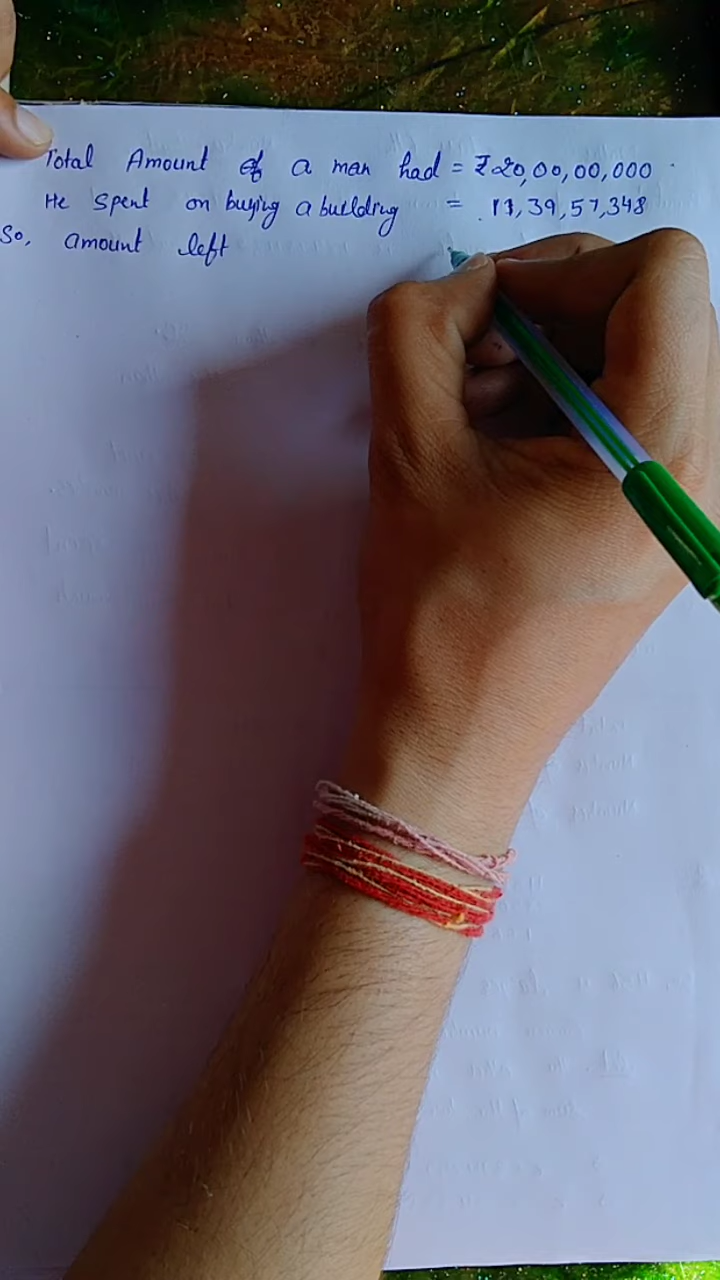 Total Amount of a man had = ₹20,00,00,000
He spent on buying a building = 11,39,57,348
So, amount left